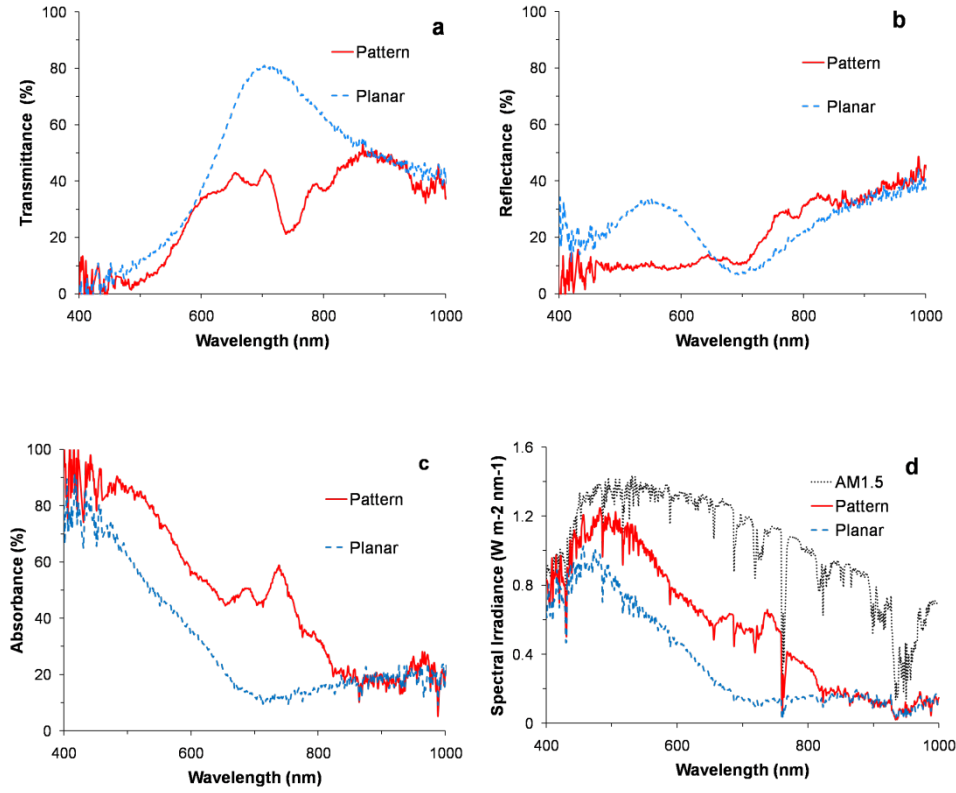 a
Pattern
Planar
Transmittance (%)
100
80
60
40
20
0
400
600
800
1000
Wavelength (nm)
b
Pattern
Planar
Reflectance (%)
100
80
60
40
20
0
400
600
800
1000
Wavelength (nm)
c
Pattern
Planar
Absorbance (%)
100
80
60
40
20
0
400
600
800
1000
Wavelength (nm)
d
AM1.5
Pattern
Planar
Spectral Irradiance (W m-2 nm-1)
1.6
1.2
0.8
0.4
0
400
600
800
1000
Wavelength (nm)